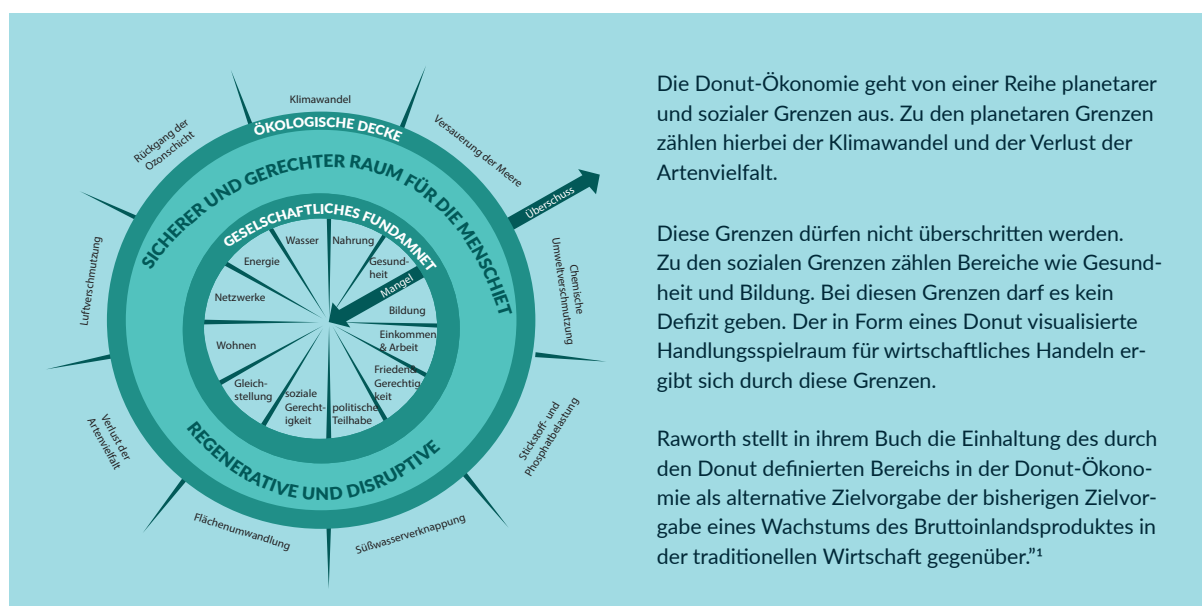 Klimawandel
ÖKOLOGISCHE DECKE
Rückgang der
Ozonschicht
Versauerung der Meere
SICHERER UND GERECHTER RAUM FÜR DIE MENSCHIET
Überschuss
GESELSCHAFTLICHES FUNDAMNET
Wasser
Nahrung
Energie
Gesund-
heit
Mangel
Netzwerke
Bildung
Luftverschmutzung
Chemische
Umweltverschmutzung
Wohnen
Einkommen
& Arbeit
Gleich-
stellung
soziale
Gerecht-
igkeit
politische
Teilhabe
Frieden&
Gerechtig
keit
REGENERATIVE UND DISRUPTIVE
Verlust der
Artenvielfalt
Stickstoff- und
Phosphatbelastung
Flächenumwandlung
Süßwasserverknappung
Die Donut-Ökonomie geht von einer Reihe planetarer
und sozialer Grenzen aus. Zu den planetaren Grenzen
zählen hierbei der Klimawandel und der Verlust der
Artenvielfalt.
Diese Grenzen dürfen nicht überschritten werden.
Zu den sozialen Grenzen zählen Bereiche wie Gesund-
heit und Bildung. Bei diesen Grenzen darf es kein
Defizit geben. Der in Form eines Donut visualisierte
Handlungsspielraum für wirtschaftliches Handeln er-
gibt sich durch diese Grenzen.
Raworth stellt in ihrem Buch die Einhaltung des durch
den Donut definierten Bereichs in der Donut-Ökono-
mie als alternative Zielvorgabe der bisherigen Zielvor-
gabe eines Wachstums des Bruttoinlandsproduktes in
der traditionellen Wirtschaft gegenüber.”¹